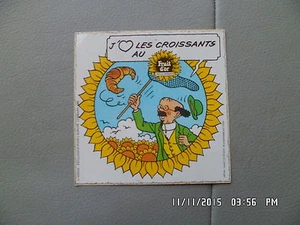 J'♡ LES CROISSANTS
AU
Fruit
d'or
11/11/2015 03:56 PM